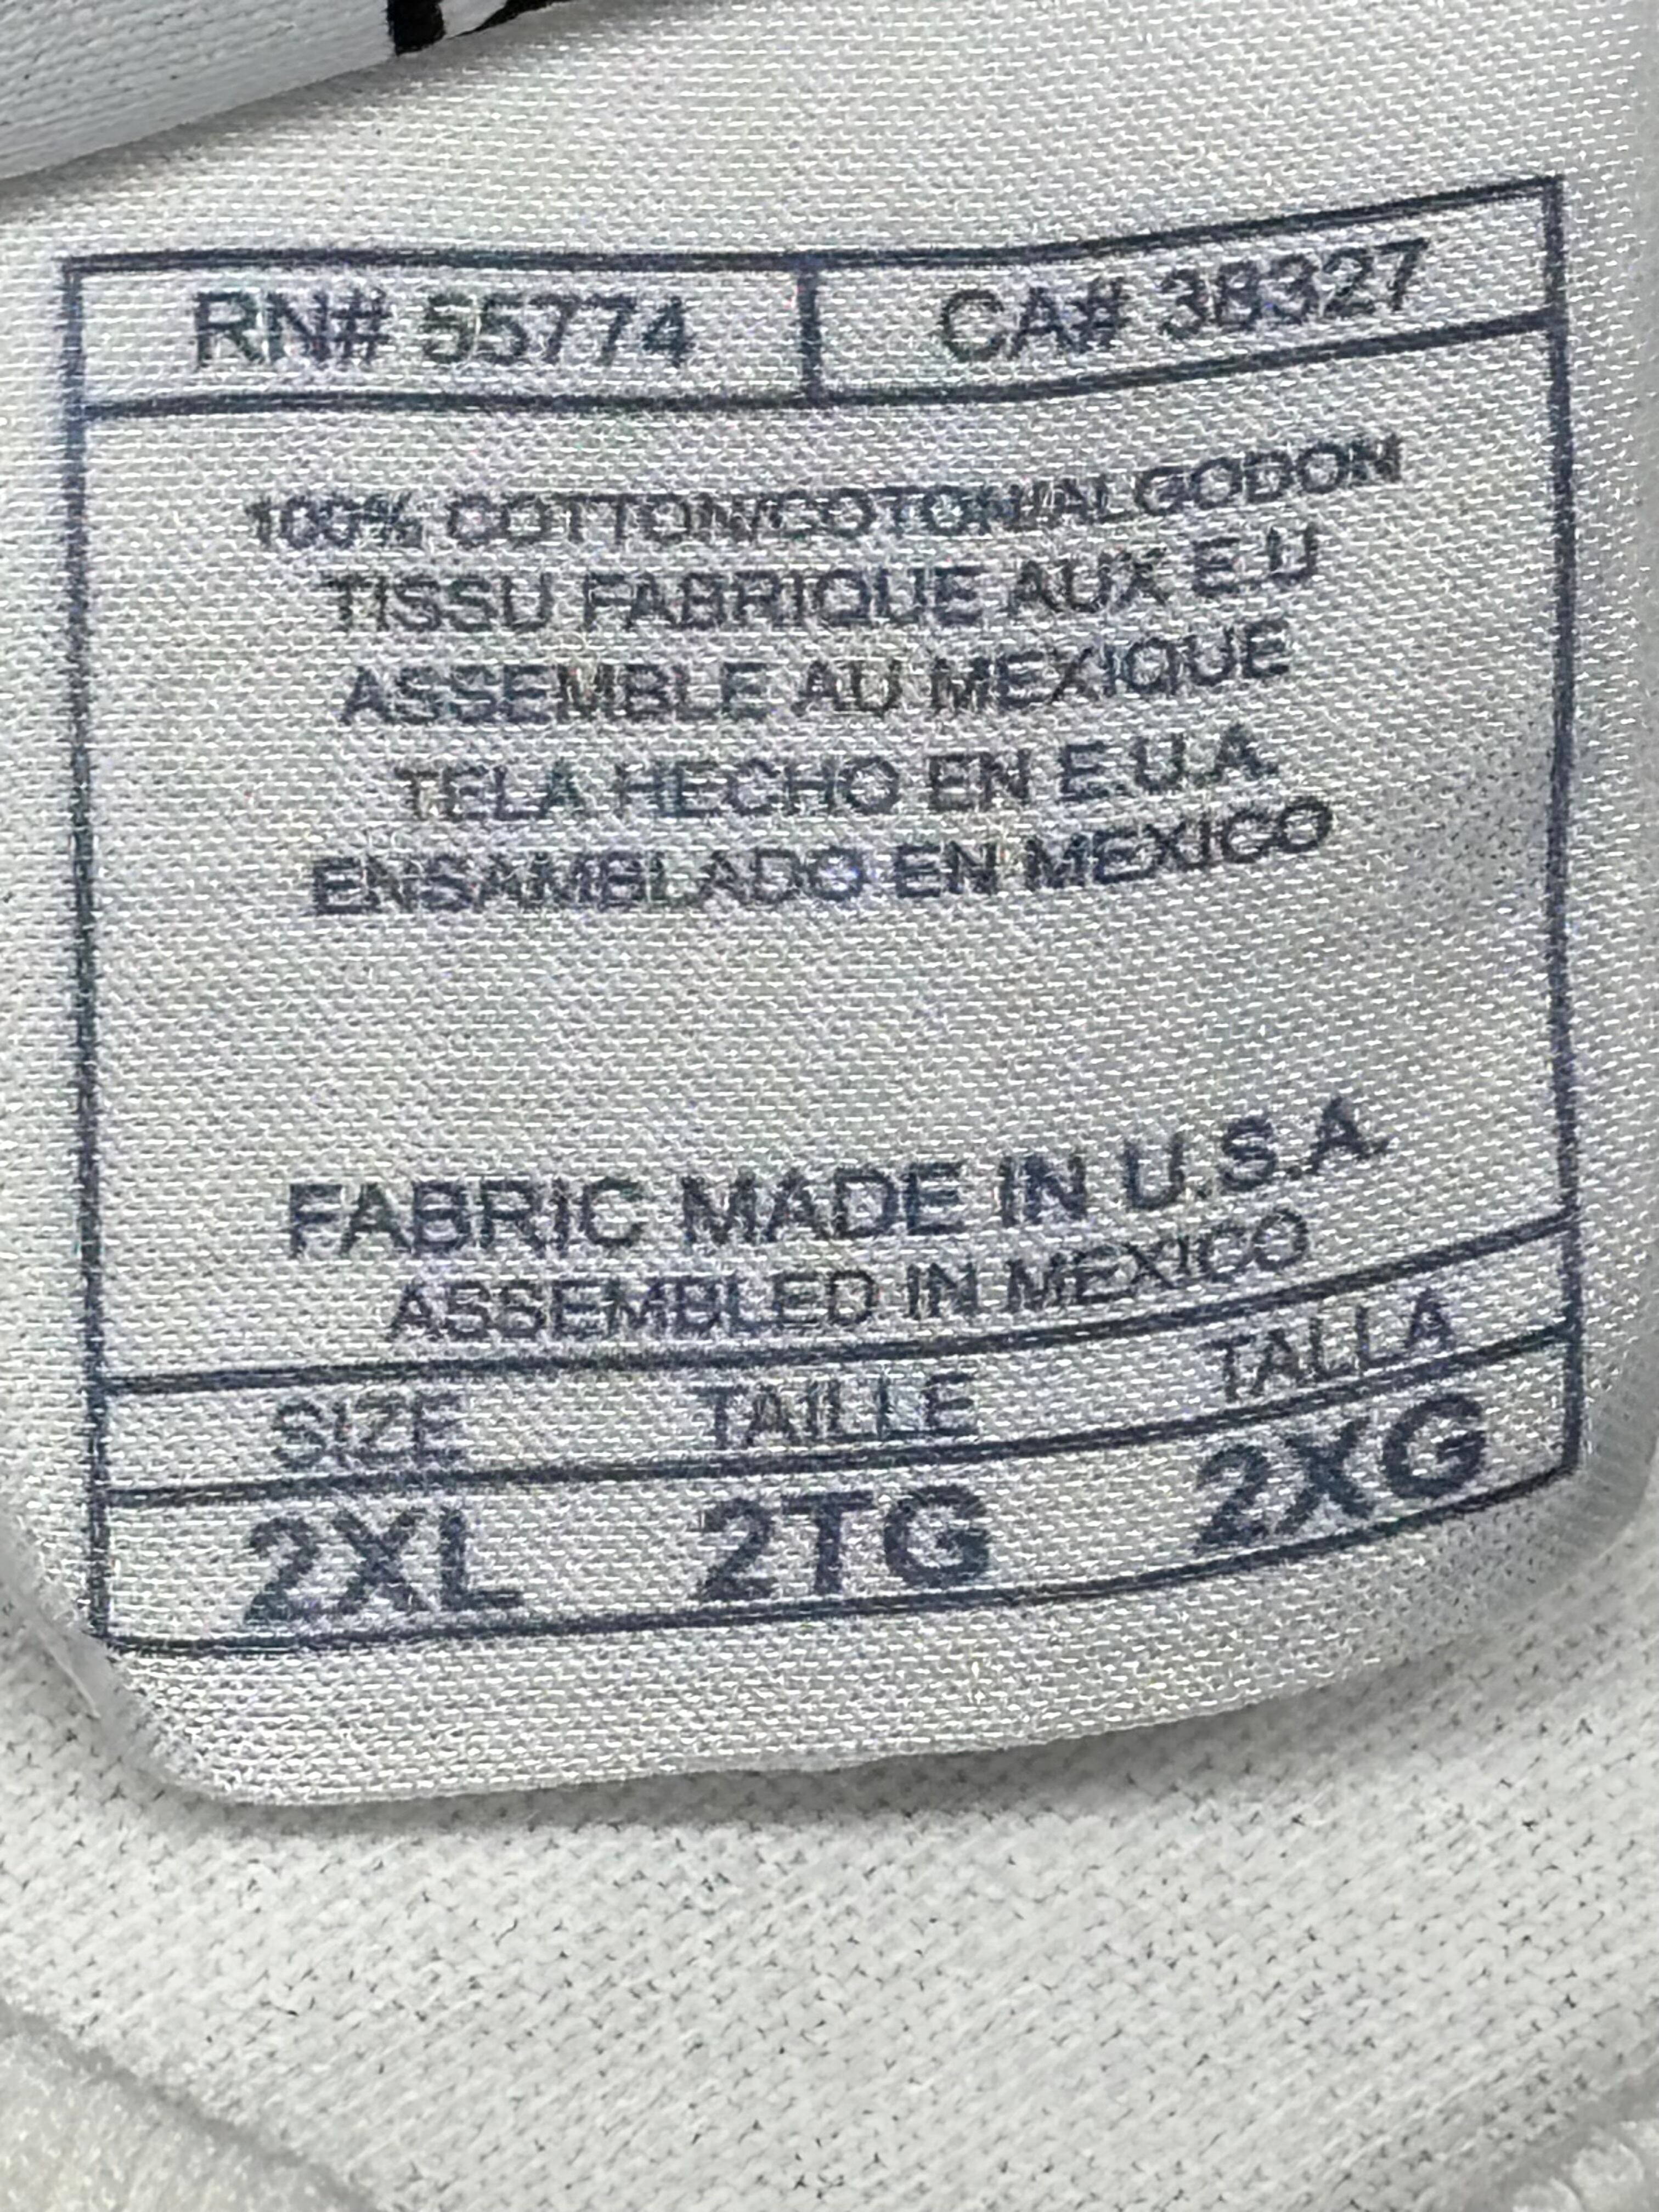 RN# 55774 CA# 38327
100% COTTON/COTON/ALGODON
TISSU FABRIQUE AUX E.U
ASSEMBLE AU MEXIQUE
TELA HECHO EN E.U.A.
ENSAMBLADO EN MEXICO
FABRIC MADE IN U.S.A.
ASSEMBLED IN MEXICO
SIZE TAILLE TALLA
2XL 2TG 2XG